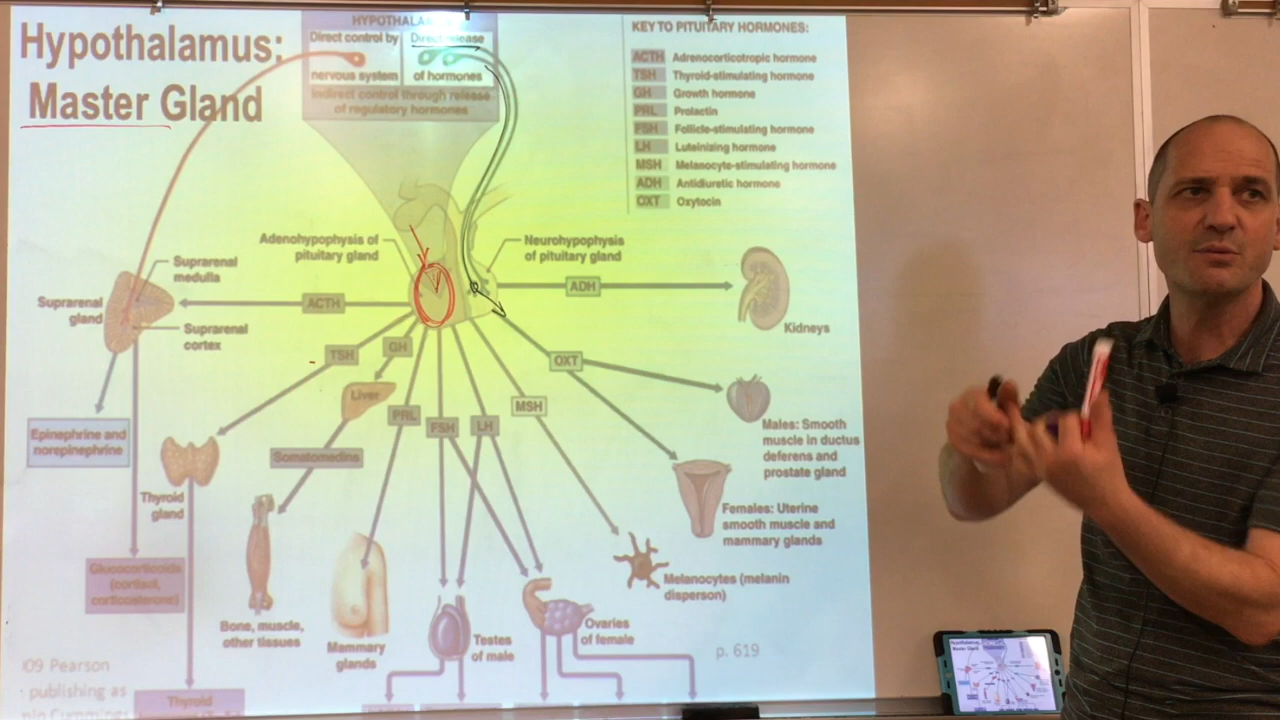 Hypothalamus:
Master Gland
Direct control by
nervous system
Direct release
of hormones
Indirect control through release
of regulatory hormones
KEY TO PITUITARY HORMONES:
ACTH Adrenocorticotropic hormone
TSH Thyroid-stimulating hormone
GH Growth hormone
PRL Prolactin
FSH Follicle-stimulating hormone
LH Luteinizing hormone
MSH Melanocyte-stimulating hormone
ADH Antidiuretic hormone
OXT Oxytocin
Adenohypophysis of
pituitary gland
Neurohypophysis
of pituitary gland
Suprarenal
medulla
Suprarenal
gland
Suprarenal
cortex
ACTH
ADH
Kidneys
TSH
GH
OXT
Liver
PRL
FSH
LH
MSH
Epinephrine and
norepinephrine
Somatomedins
Males: Smooth
muscle in ductus
deferens and
prostate gland
Thyroid
gland
Females: Uterine
smooth muscle and
mammary glands
Glucocorticoids
(cortisol,
corticosterone)
Melanocytes (melanin
dispersion)
Bone, muscle,
other tissues
Mammary
glands
Testes
of male
Ovaries
of female
p. 619
09 Pearson
publishing as
Thyroid